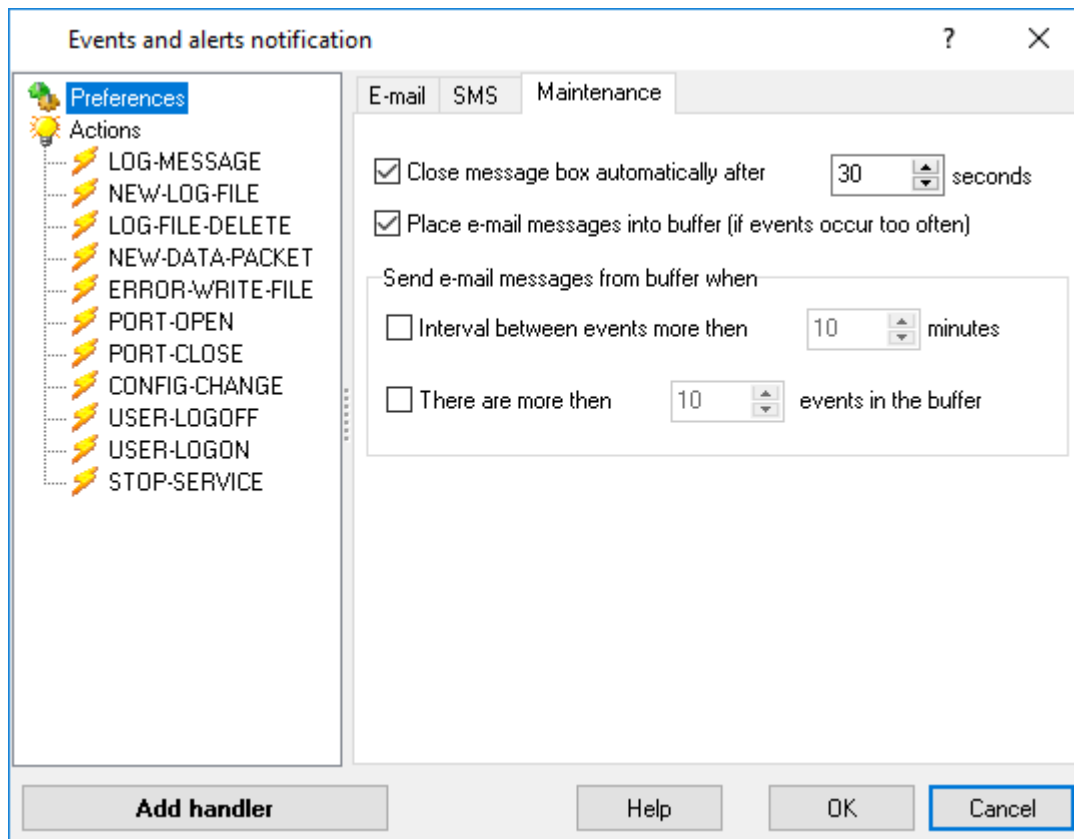 Events and alerts notification
?
Preferences
Actions
LOG-MESSAGE
NEW-LOG-FILE
LOG-FILE-DELETE
NEW-DATA-PACKET
ERROR-WRITE-FILE
PORT-OPEN
PORT-CLOSE
CONFIG-CHANGE
USER-LOGOFF
USER-LOGON
STOP-SERVICE
E-mail SMS Maintenance
Close message box automatically after 30 seconds
Place e-mail messages into buffer (if events occur too often)
Send e-mail messages from buffer when
Interval between events more then 10 minutes
There are more then 10 events in the buffer
Add handler Help OK Cancel